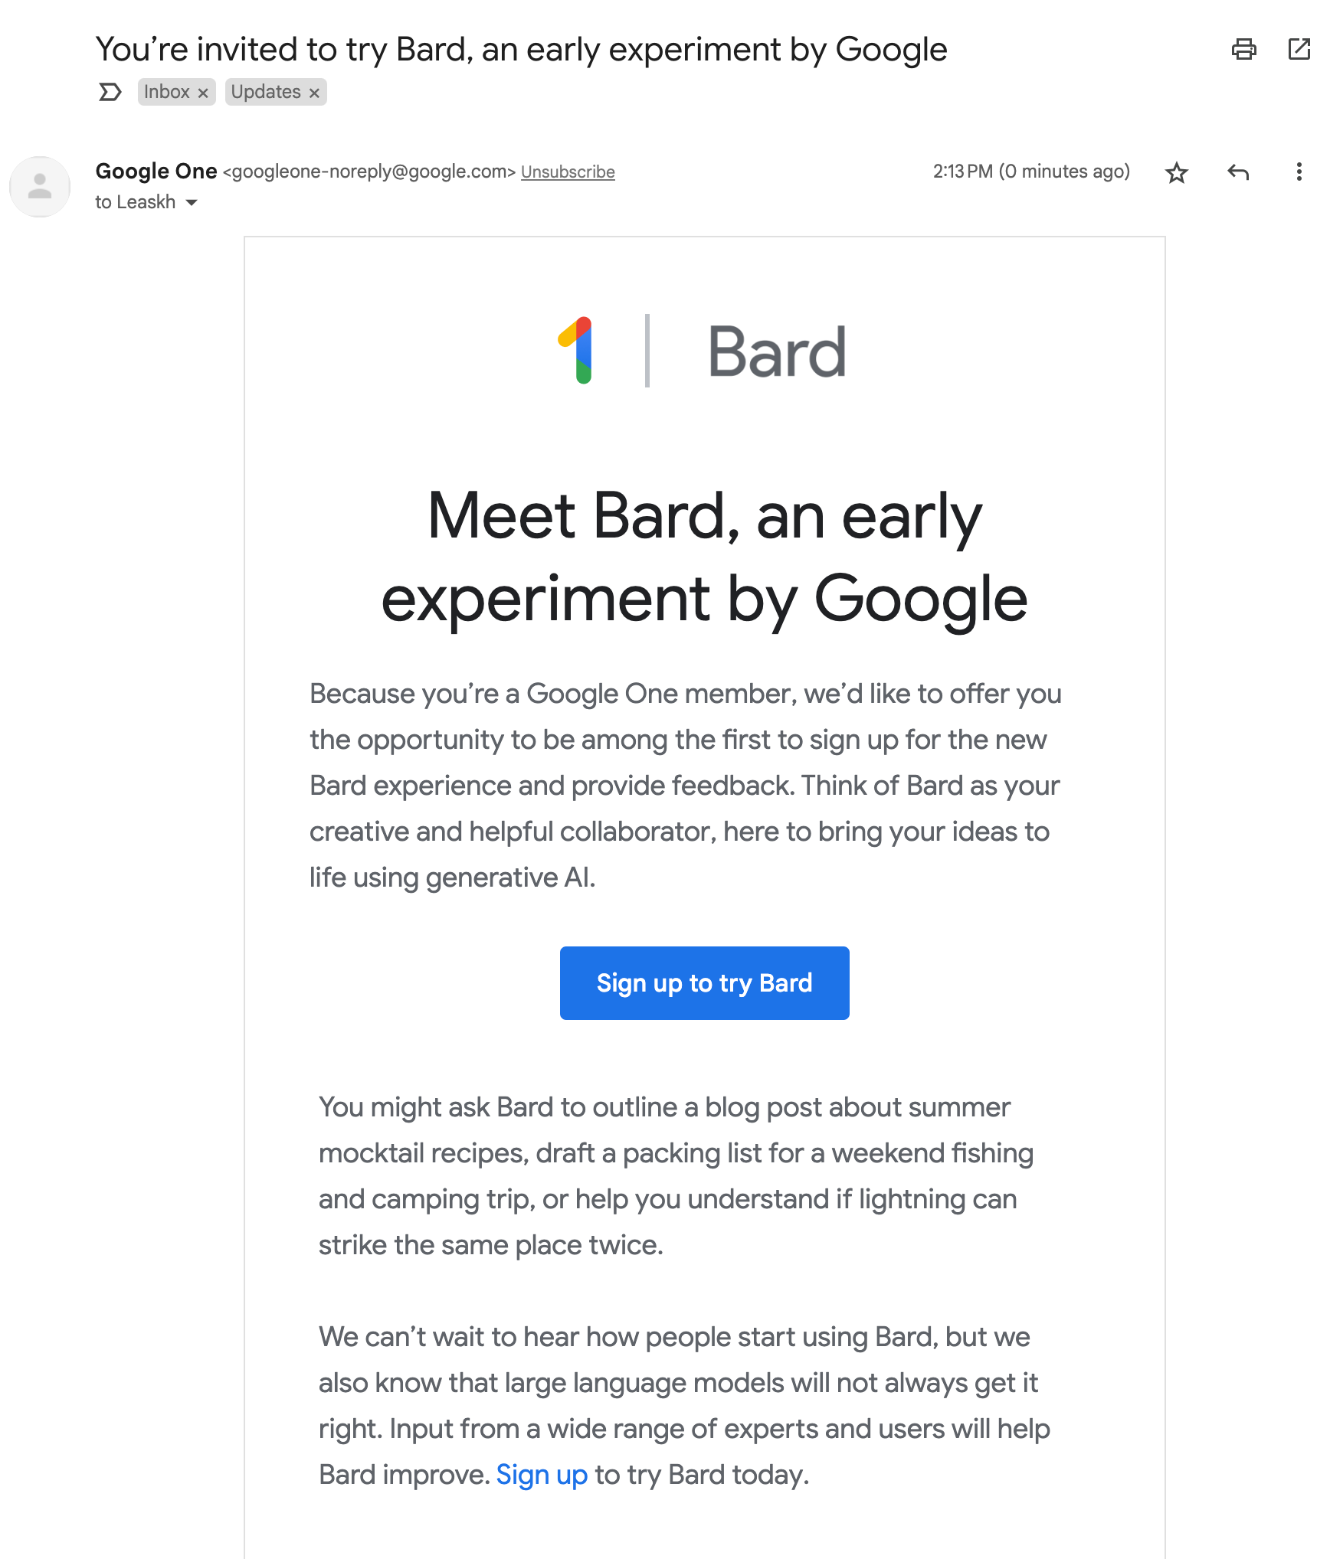 You’re invited to try Bard, an early experiment by Google
Inbox × Updates ×
Google One <googleone-noreply@google.com> Unsubscribe 2:13 PM (0 minutes ago)
to Leaskh
1 | Bard
Meet Bard, an early
experiment by Google
Because you’re a Google One member, we’d like to offer you
the opportunity to be among the first to sign up for the new
Bard experience and provide feedback. Think of Bard as your
creative and helpful collaborator, here to bring your ideas to
life using generative AI.
Sign up to try Bard
You might ask Bard to outline a blog post about summer
mocktail recipes, draft a packing list for a weekend fishing
and camping trip, or help you understand if lightning can
strike the same place twice.
We can’t wait to hear how people start using Bard, but we
also know that large language models will not always get it
right. Input from a wide range of experts and users will help
Bard improve. Sign up to try Bard today.